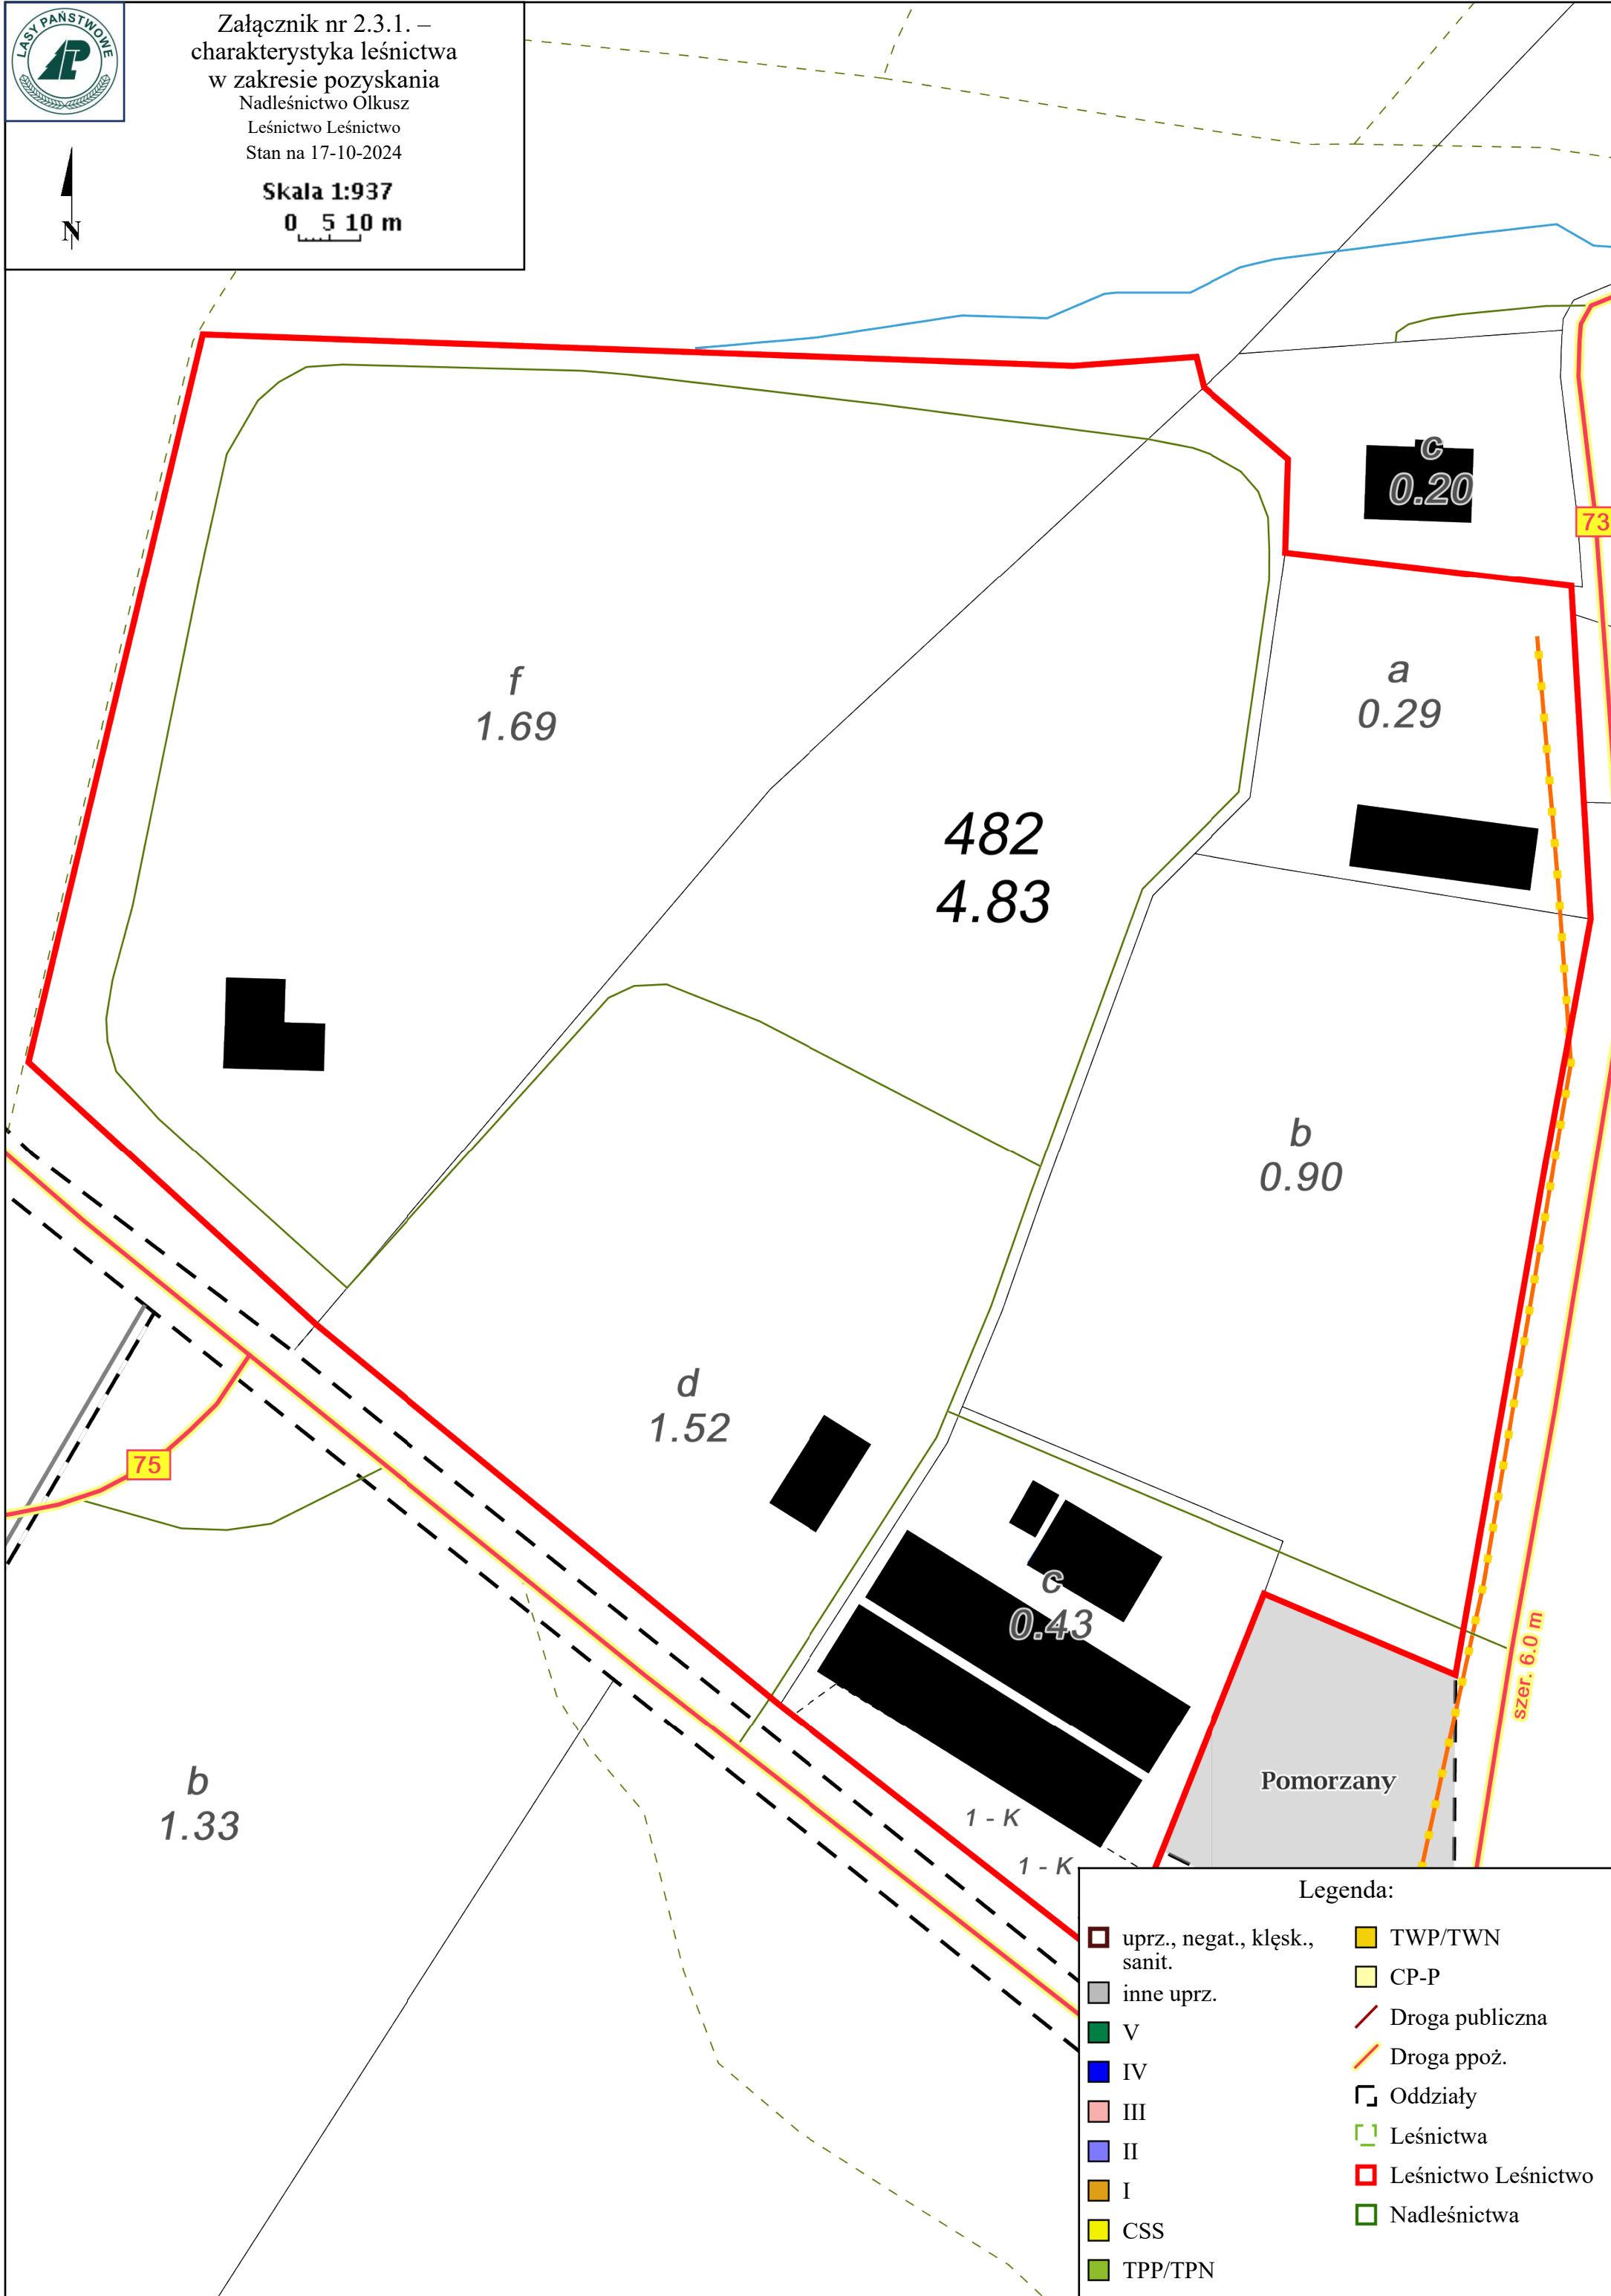 LASY PAŃSTWOWE
Załącznik nr 2.3.1. –
charakterystyka leśnictwa
w zakresie pozyskania
Nadleśnictwo Olkusz
Leśnictwo Leśnictwo
Stan na 17-10-2024
Skala 1:937
0 5 10 m
N
c
0.20
73
f
1.69
a
0.29
482
4.83
b
0.90
d
1.52
75
c
0.43
szer. 6.0 m
Pomorzany
b
1.33
1 - K
1 - K
Legenda:
uprz., negat., klęsk.,
sanit.
inne uprz.
V
IV
III
II
I
CSS
TPP/TPN
TWP/TWN
CP-P
Droga publiczna
Droga ppoż.
Oddziały
Leśnictwa
Leśnictwo Leśnictwo
Nadleśnictwa